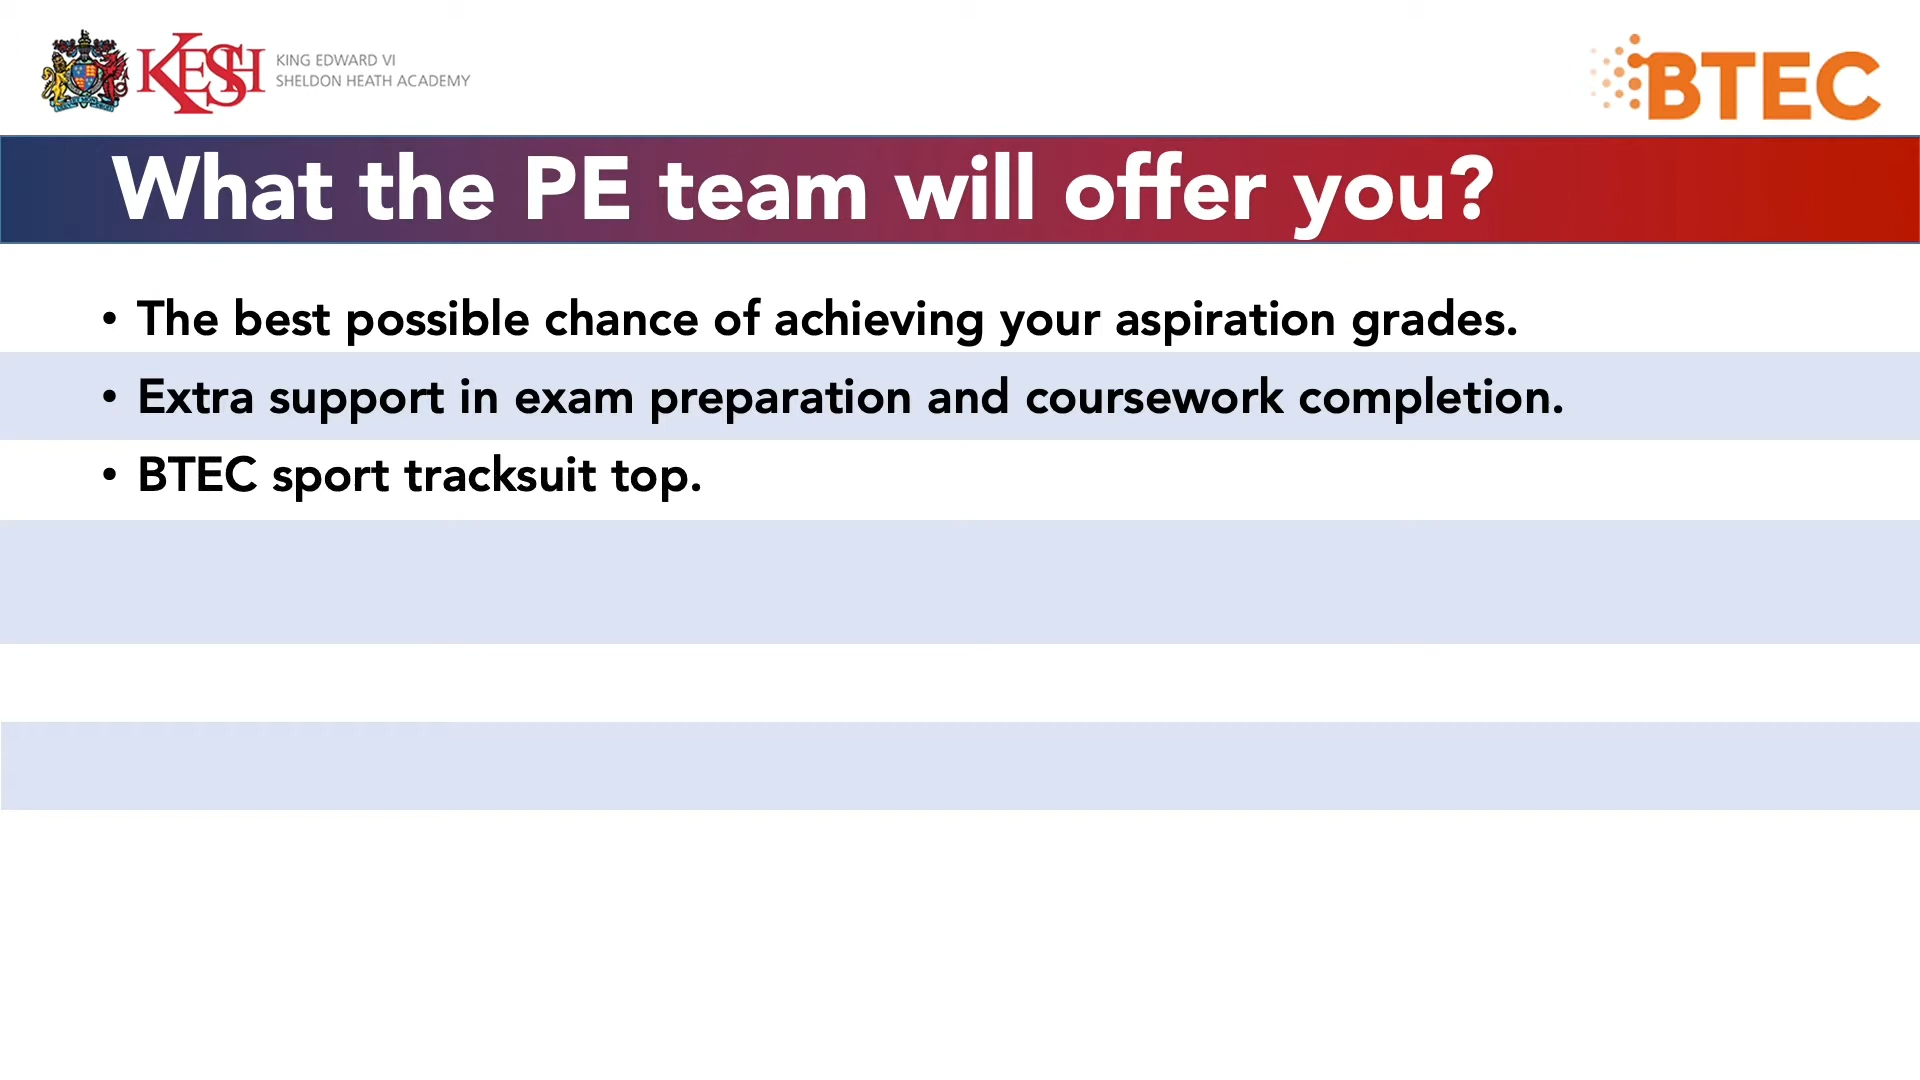 KESH
KING EDWARD VI
SHELDON HEATH ACADEMY
BTEC
What the PE team will offer you?
• The best possible chance of achieving your aspiration grades.
• Extra support in exam preparation and coursework completion.
• BTEC sport tracksuit top.